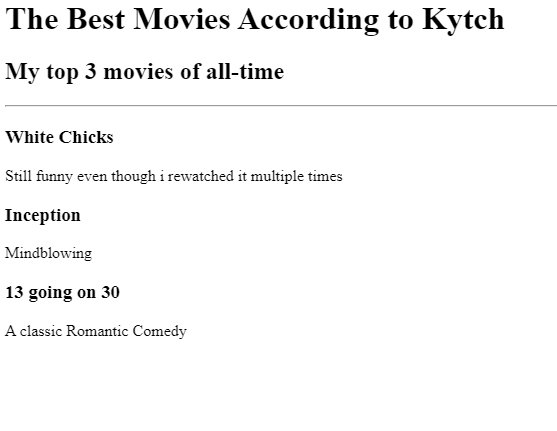 The Best Movies According to Kytch
My top 3 movies of all-time
White Chicks
Still funny even though i rewatched it multiple times
Inception
Mindblowing
13 going on 30
A classic Romantic Comedy